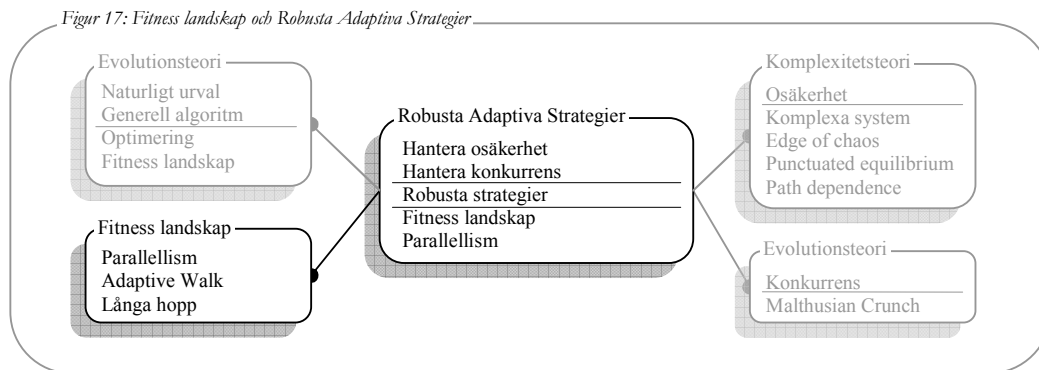 Figur 17: Fitness landskap och Robusta Adaptiva Strategier
Evolutionsteori
Naturligt urval
Generell algoritm
Optimering
Fitness landskap
Fitness landskap
Parallellism
Adaptive Walk
Långa hopp
Robusta Adaptiva Strategier
Hantera osäkerhet
Hantera konkurrens
Robusta strategier
Fitness landskap
Parallellism
Komplexitetsteori
Osäkerhet
Komplexa system
Edge of chaos
Punctuated equilibrium
Path dependence
Evolutionsteori
Konkurrens
Malthusian Crunch